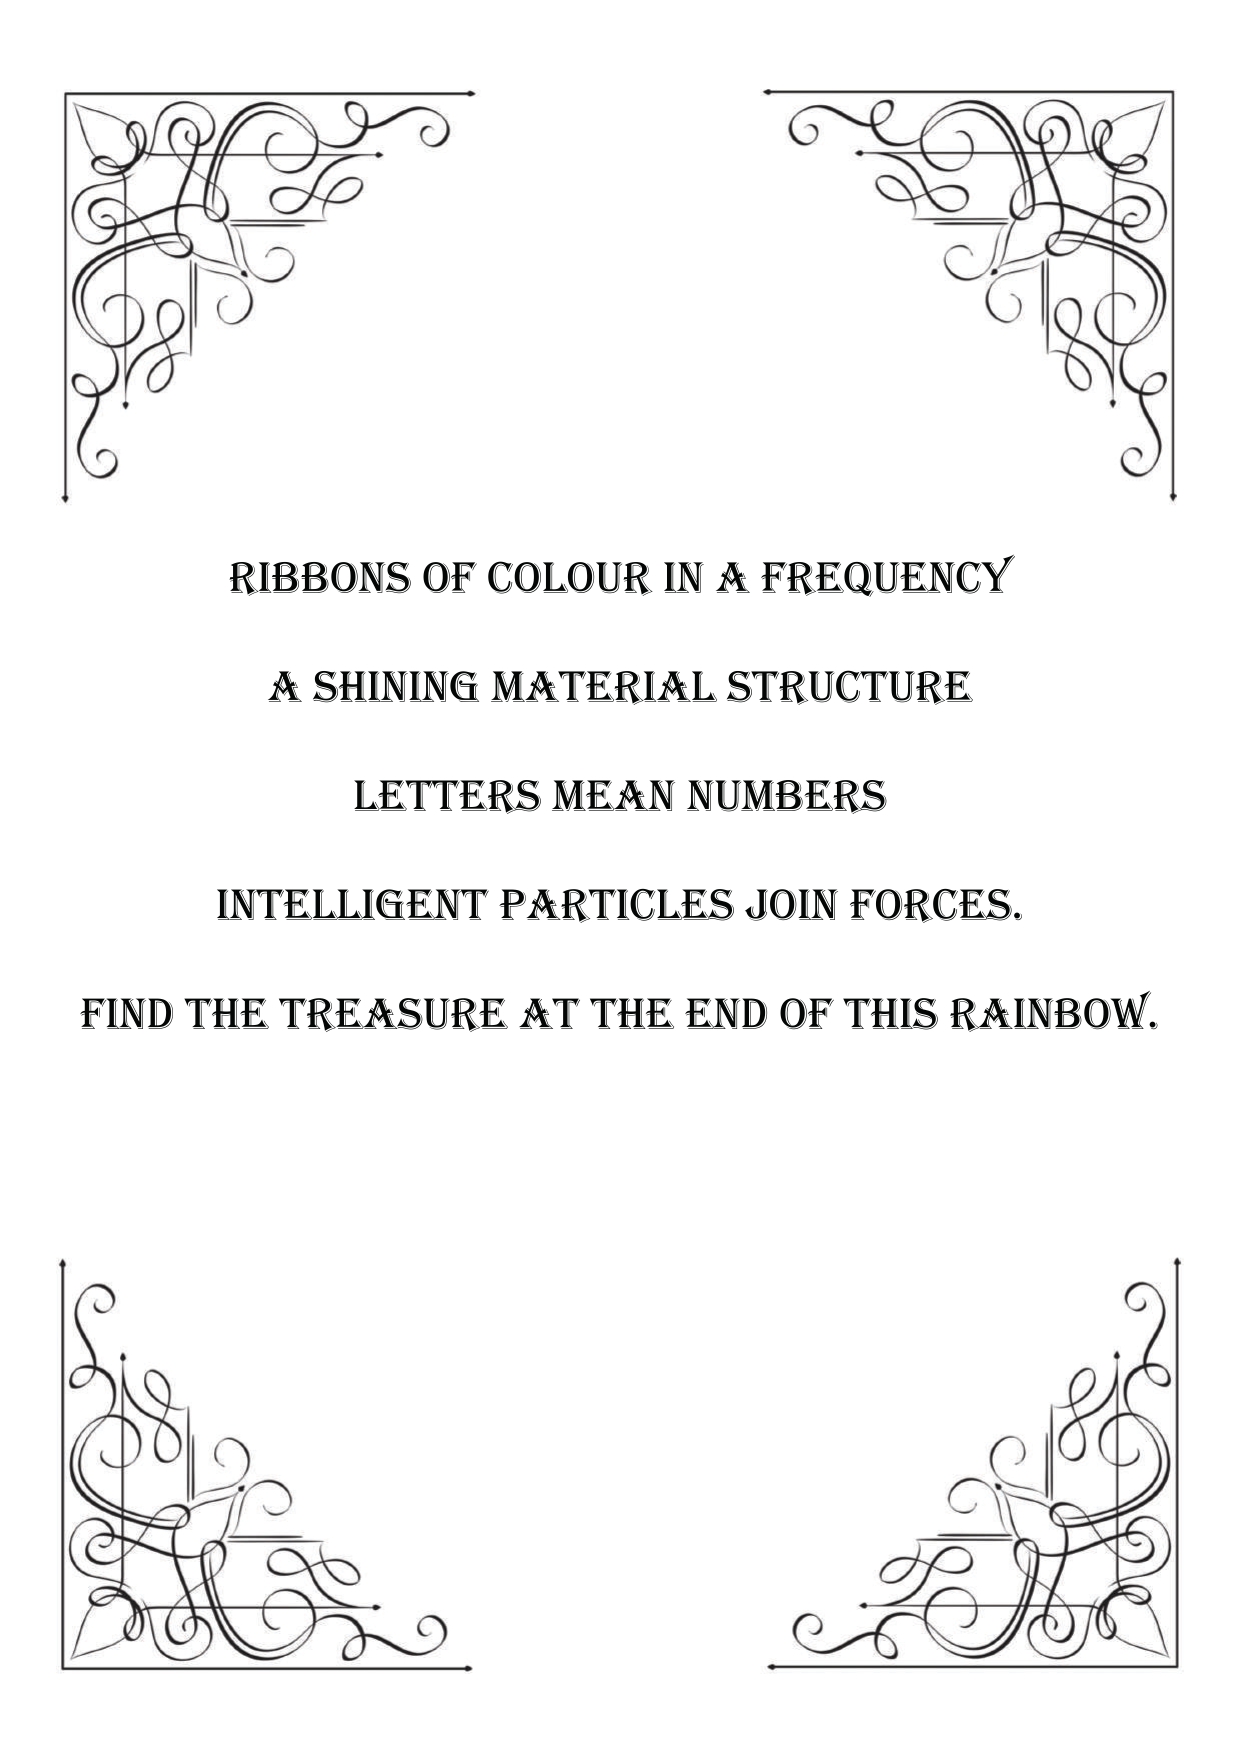 RIBBONS OF COLOUR IN A FREQUENCY
A SHINING MATERIAL STRUCTURE
LETTERS MEAN NUMBERS
INTELLIGENT PARTICLES JOIN FORCES.
FIND THE TREASURE AT THE END OF THIS RAINBOW.